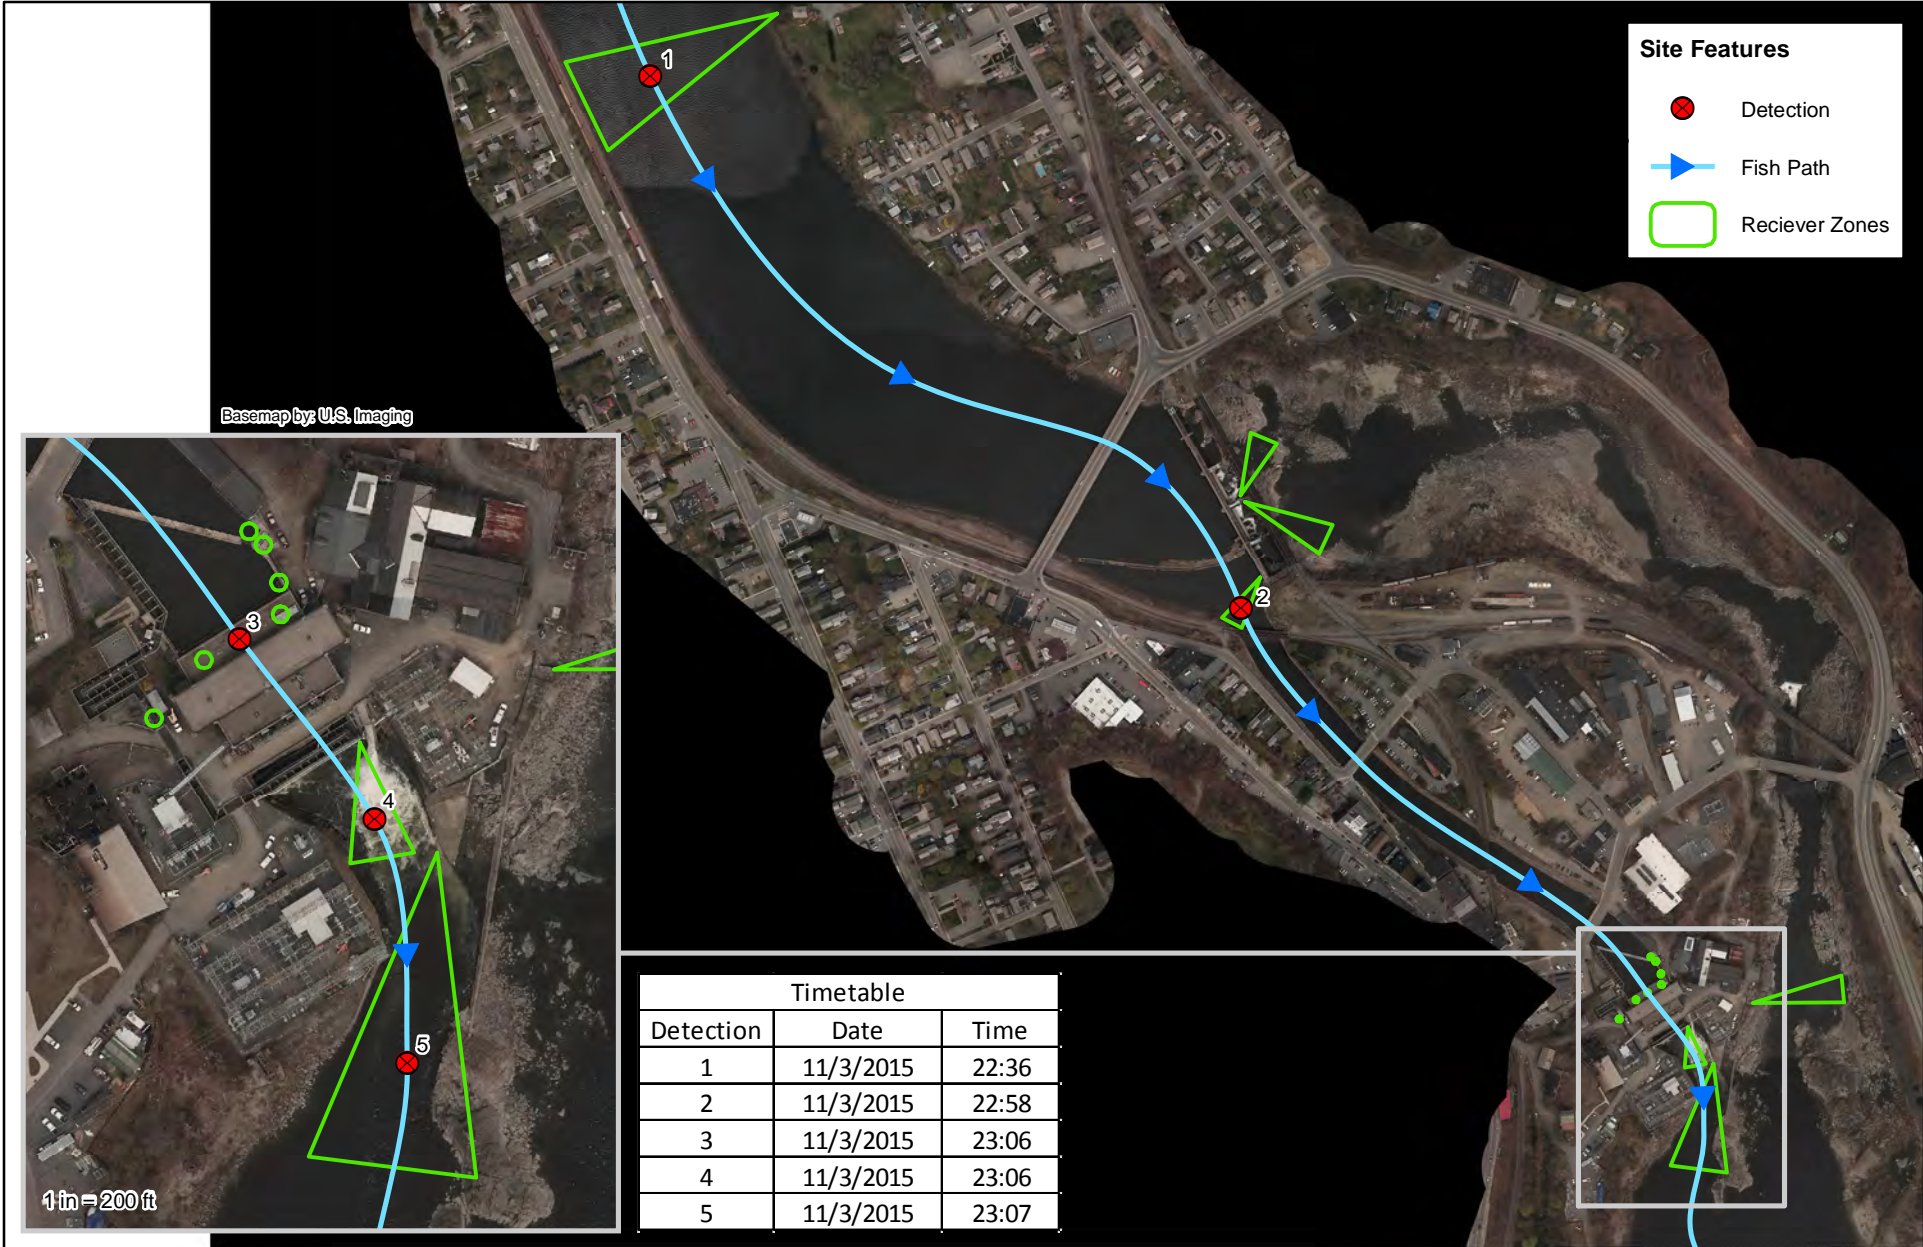 Site Features
Detection
Fish Path
Reciever Zones
1
2
Basemap by: U.S. Imaging
3
4
5
1 in = 200 ft
Timetable
Detection Date Time
1 11/3/2015 22:36
2 11/3/2015 22:58
3 11/3/2015 23:06
4 11/3/2015 23:06
5 11/3/2015 23:07